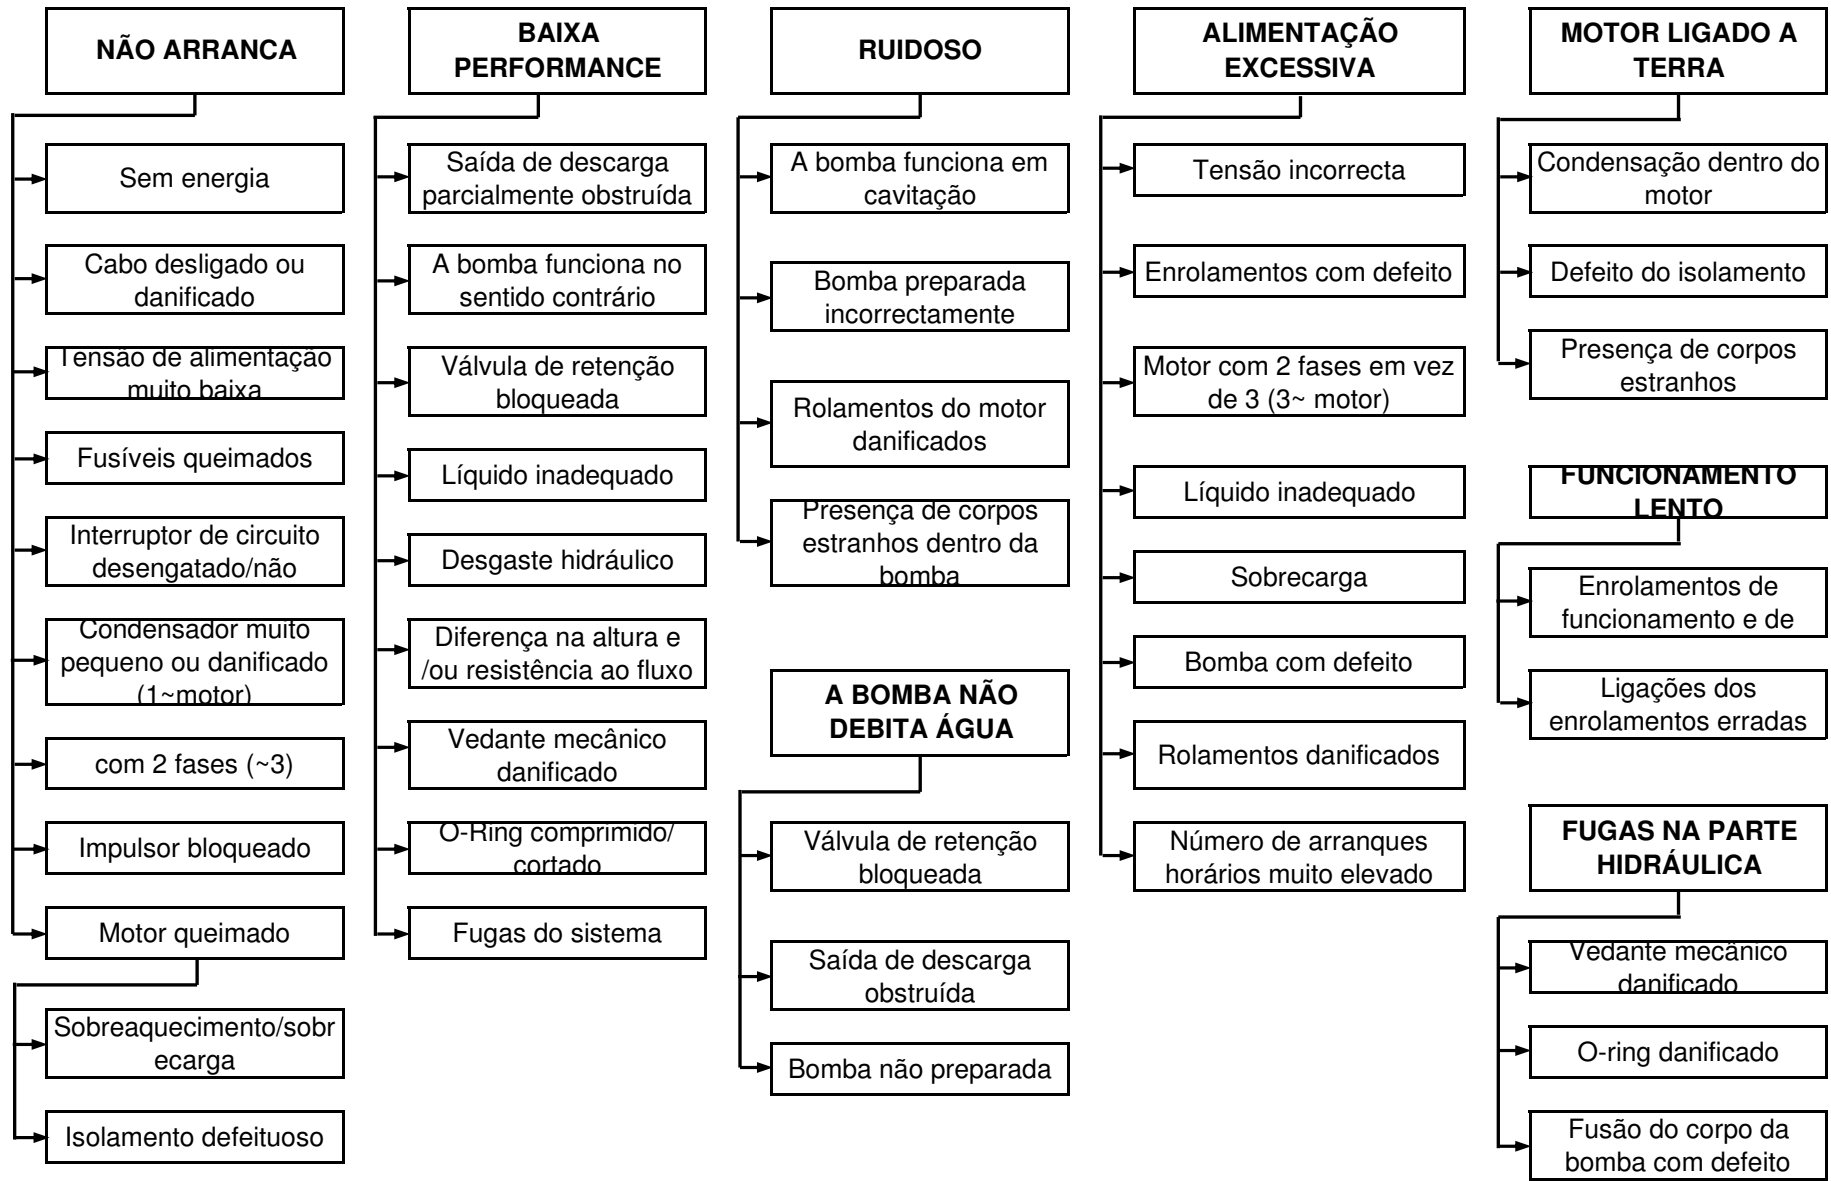 NÃO ARRANCA
Sem energia
Cabo desligado ou
danificado
Tensão de alimentação
muito baixa
Fusíveis queimados
Interruptor de circuito
desengatado/não
Condensador muito
pequeno ou danificado
(1~motor)
com 2 fases (~3)
Impulsor bloqueado
Motor queimado
Sobreaquecimento/sobr
ecarga
Isolamento defeituoso
BAIXA
PERFORMANCE
Saída de descarga
parcialmente obstruída
A bomba funciona no
sentido contrário
Válvula de retenção
bloqueada
Líquido inadequado
Desgaste hidráulico
Diferença na altura e
/ou resistência ao fluxo
Vedante mecânico
danificado
O-Ring comprimido/
cortado
Fugas do sistema
RUIDOSO
A bomba funciona em
cavitação
Bomba preparada
incorrectamente
Rolamentos do motor
danificados
Presença de corpos
estranhos dentro da
bomba
A BOMBA NÃO
DEBITA ÁGUA
Válvula de retenção
bloqueada
Saída de descarga
obstruída
Bomba não preparada
ALIMENTAÇÃO
EXCESSIVA
Tensão incorrecta
Enrolamentos com defeito
Motor com 2 fases em vez
de 3 (3~ motor)
Líquido inadequado
Sobrecarga
Bomba com defeito
Rolamentos danificados
Número de arranques
horários muito elevado
MOTOR LIGADO A
TERRA
Condensação dentro do
motor
Defeito do isolamento
Presença de corpos
estranhos
FUNCIONAMENTO
LENTO
Enrolamentos de
funcionamento e de
Ligações dos
enrolamentos erradas
FUGAS NA PARTE
HIDRÁULICA
Vedante mecânico
danificado
O-ring danificado
Fusão do corpo da
bomba com defeito